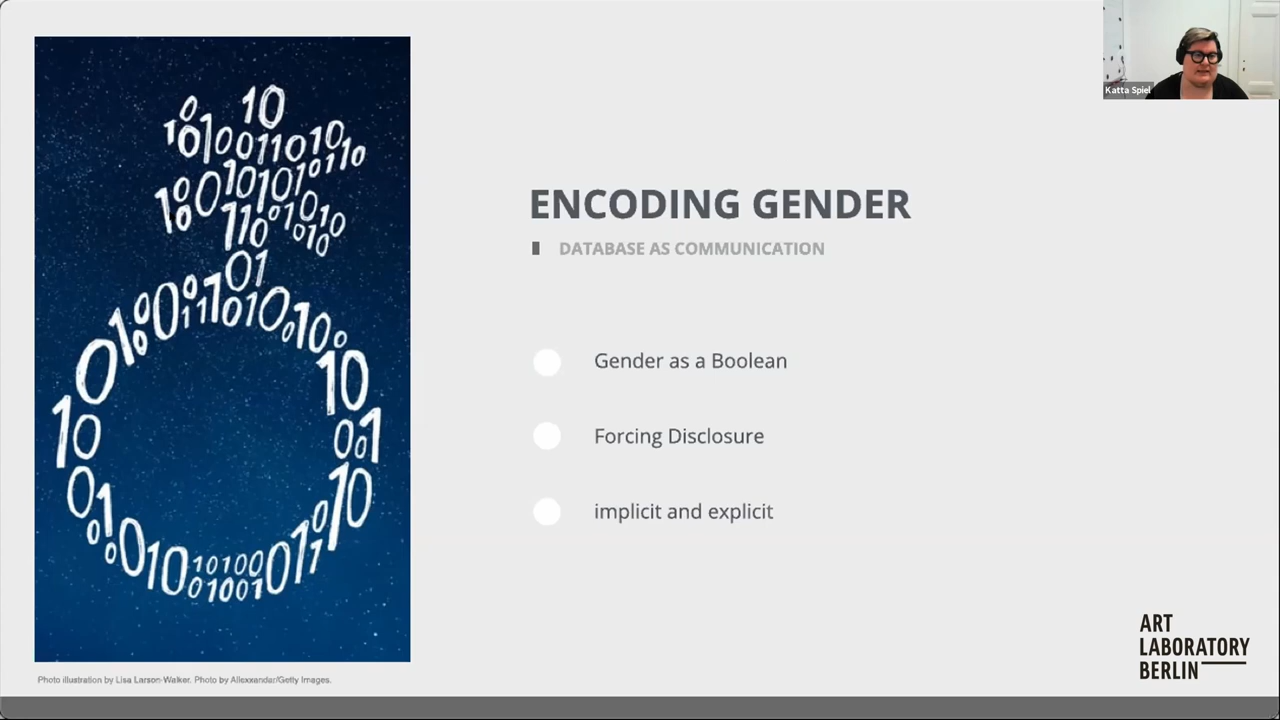 Katta Spiel
ENCODING GENDER
DATABASE AS COMMUNICATION
Gender as a Boolean
Forcing Disclosure
implicit and explicit
ART
LABORATORY
BERLIN
Photo illustration by Lisa Larson-Walker. Photo by Allexxandar/Getty Images.